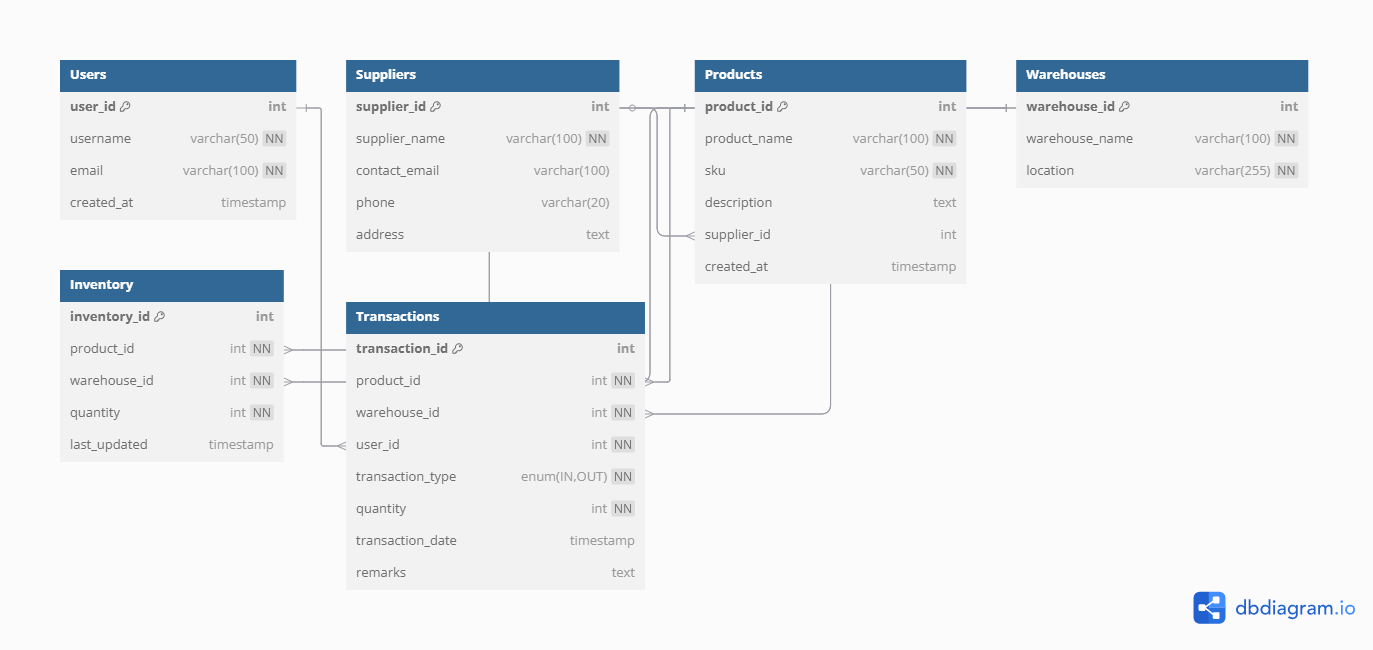 Users
user_id int
username varchar(50) NN
email varchar(100) NN
created_at timestamp
Suppliers
supplier_id int
supplier_name varchar(100) NN
contact_email varchar(100)
phone varchar(20)
address text
Products
product_id int
product_name varchar(100) NN
sku varchar(50) NN
description text
supplier_id int
created_at timestamp
Warehouses
warehouse_id int
warehouse_name varchar(100) NN
location varchar(255) NN
Inventory
inventory_id int
product_id int NN
warehouse_id int NN
quantity int NN
last_updated timestamp
Transactions
transaction_id int
product_id int NN
warehouse_id int NN
user_id int NN
transaction_type enum(IN,OUT) NN
quantity int NN
transaction_date timestamp
remarks text
dbdiagram.io